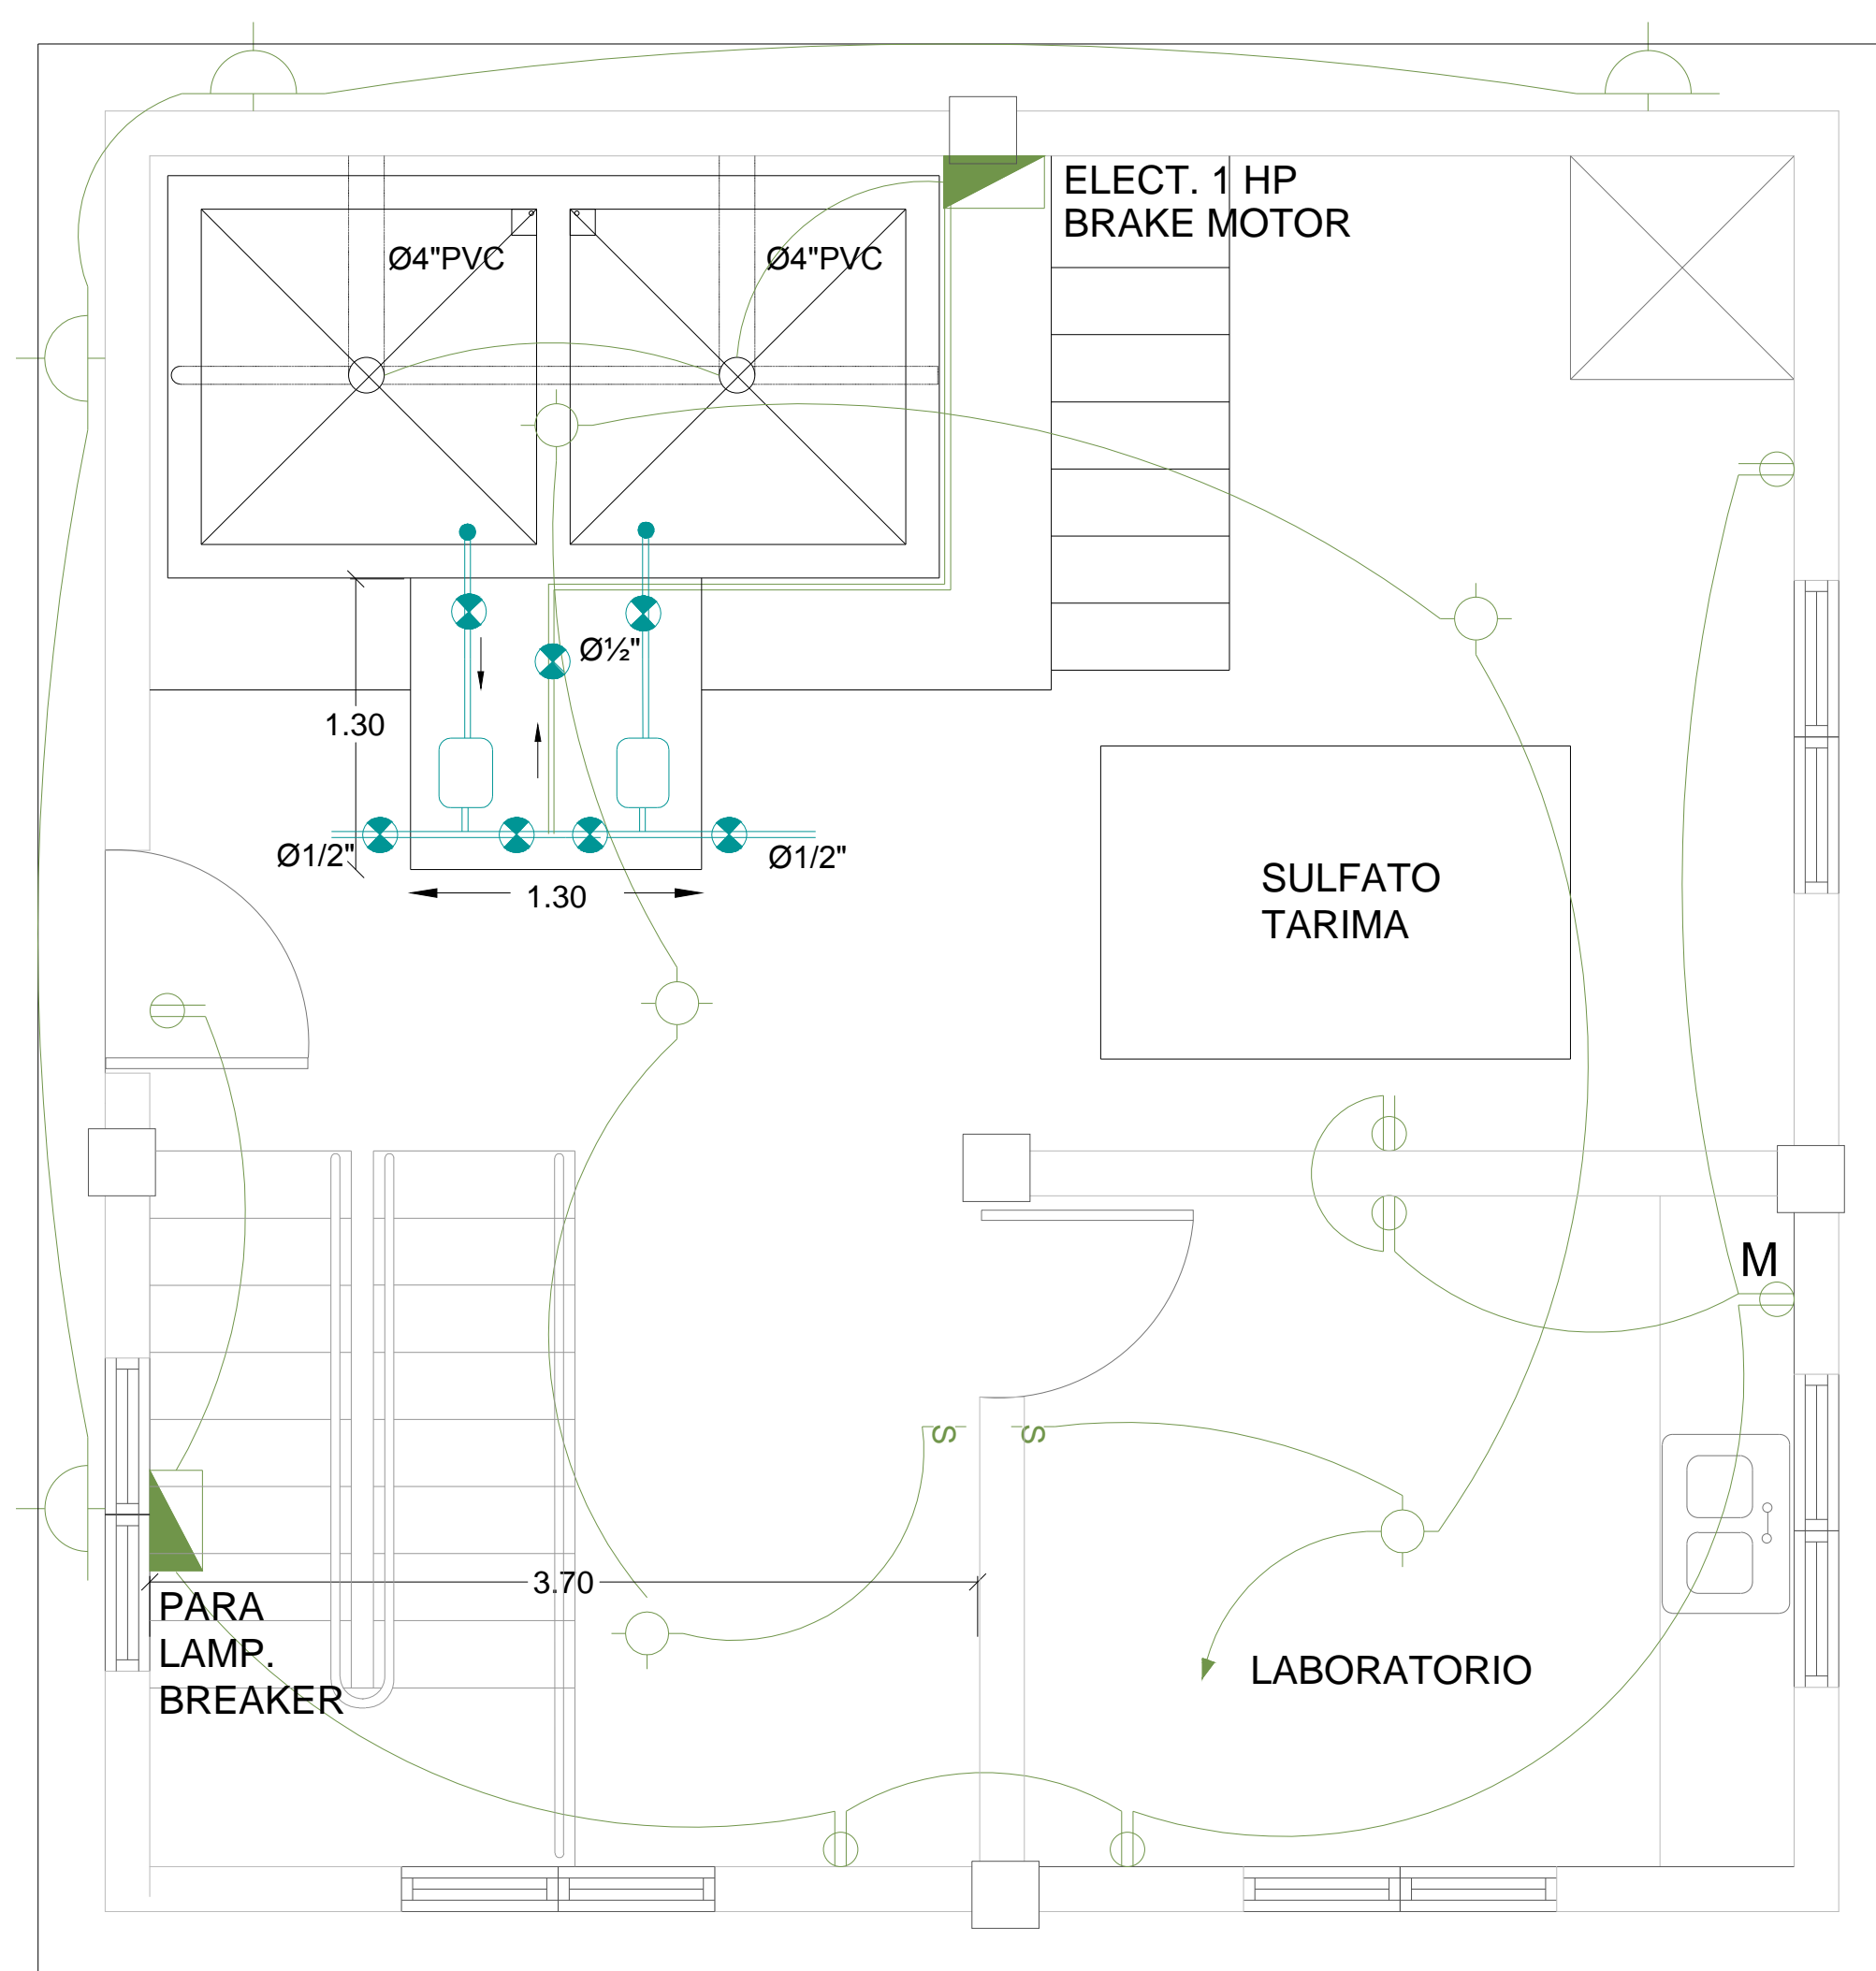 ELECT. 1 HP
BRAKE MOTOR
Ø4"PVC
Ø4"PVC
Ø½"
1.30
Ø1/2"
Ø1/2"
1.30
SULFATO
TARIMA
M
S
S
3.70
PARA
LAMP.
BREAKER
LABORATORIO